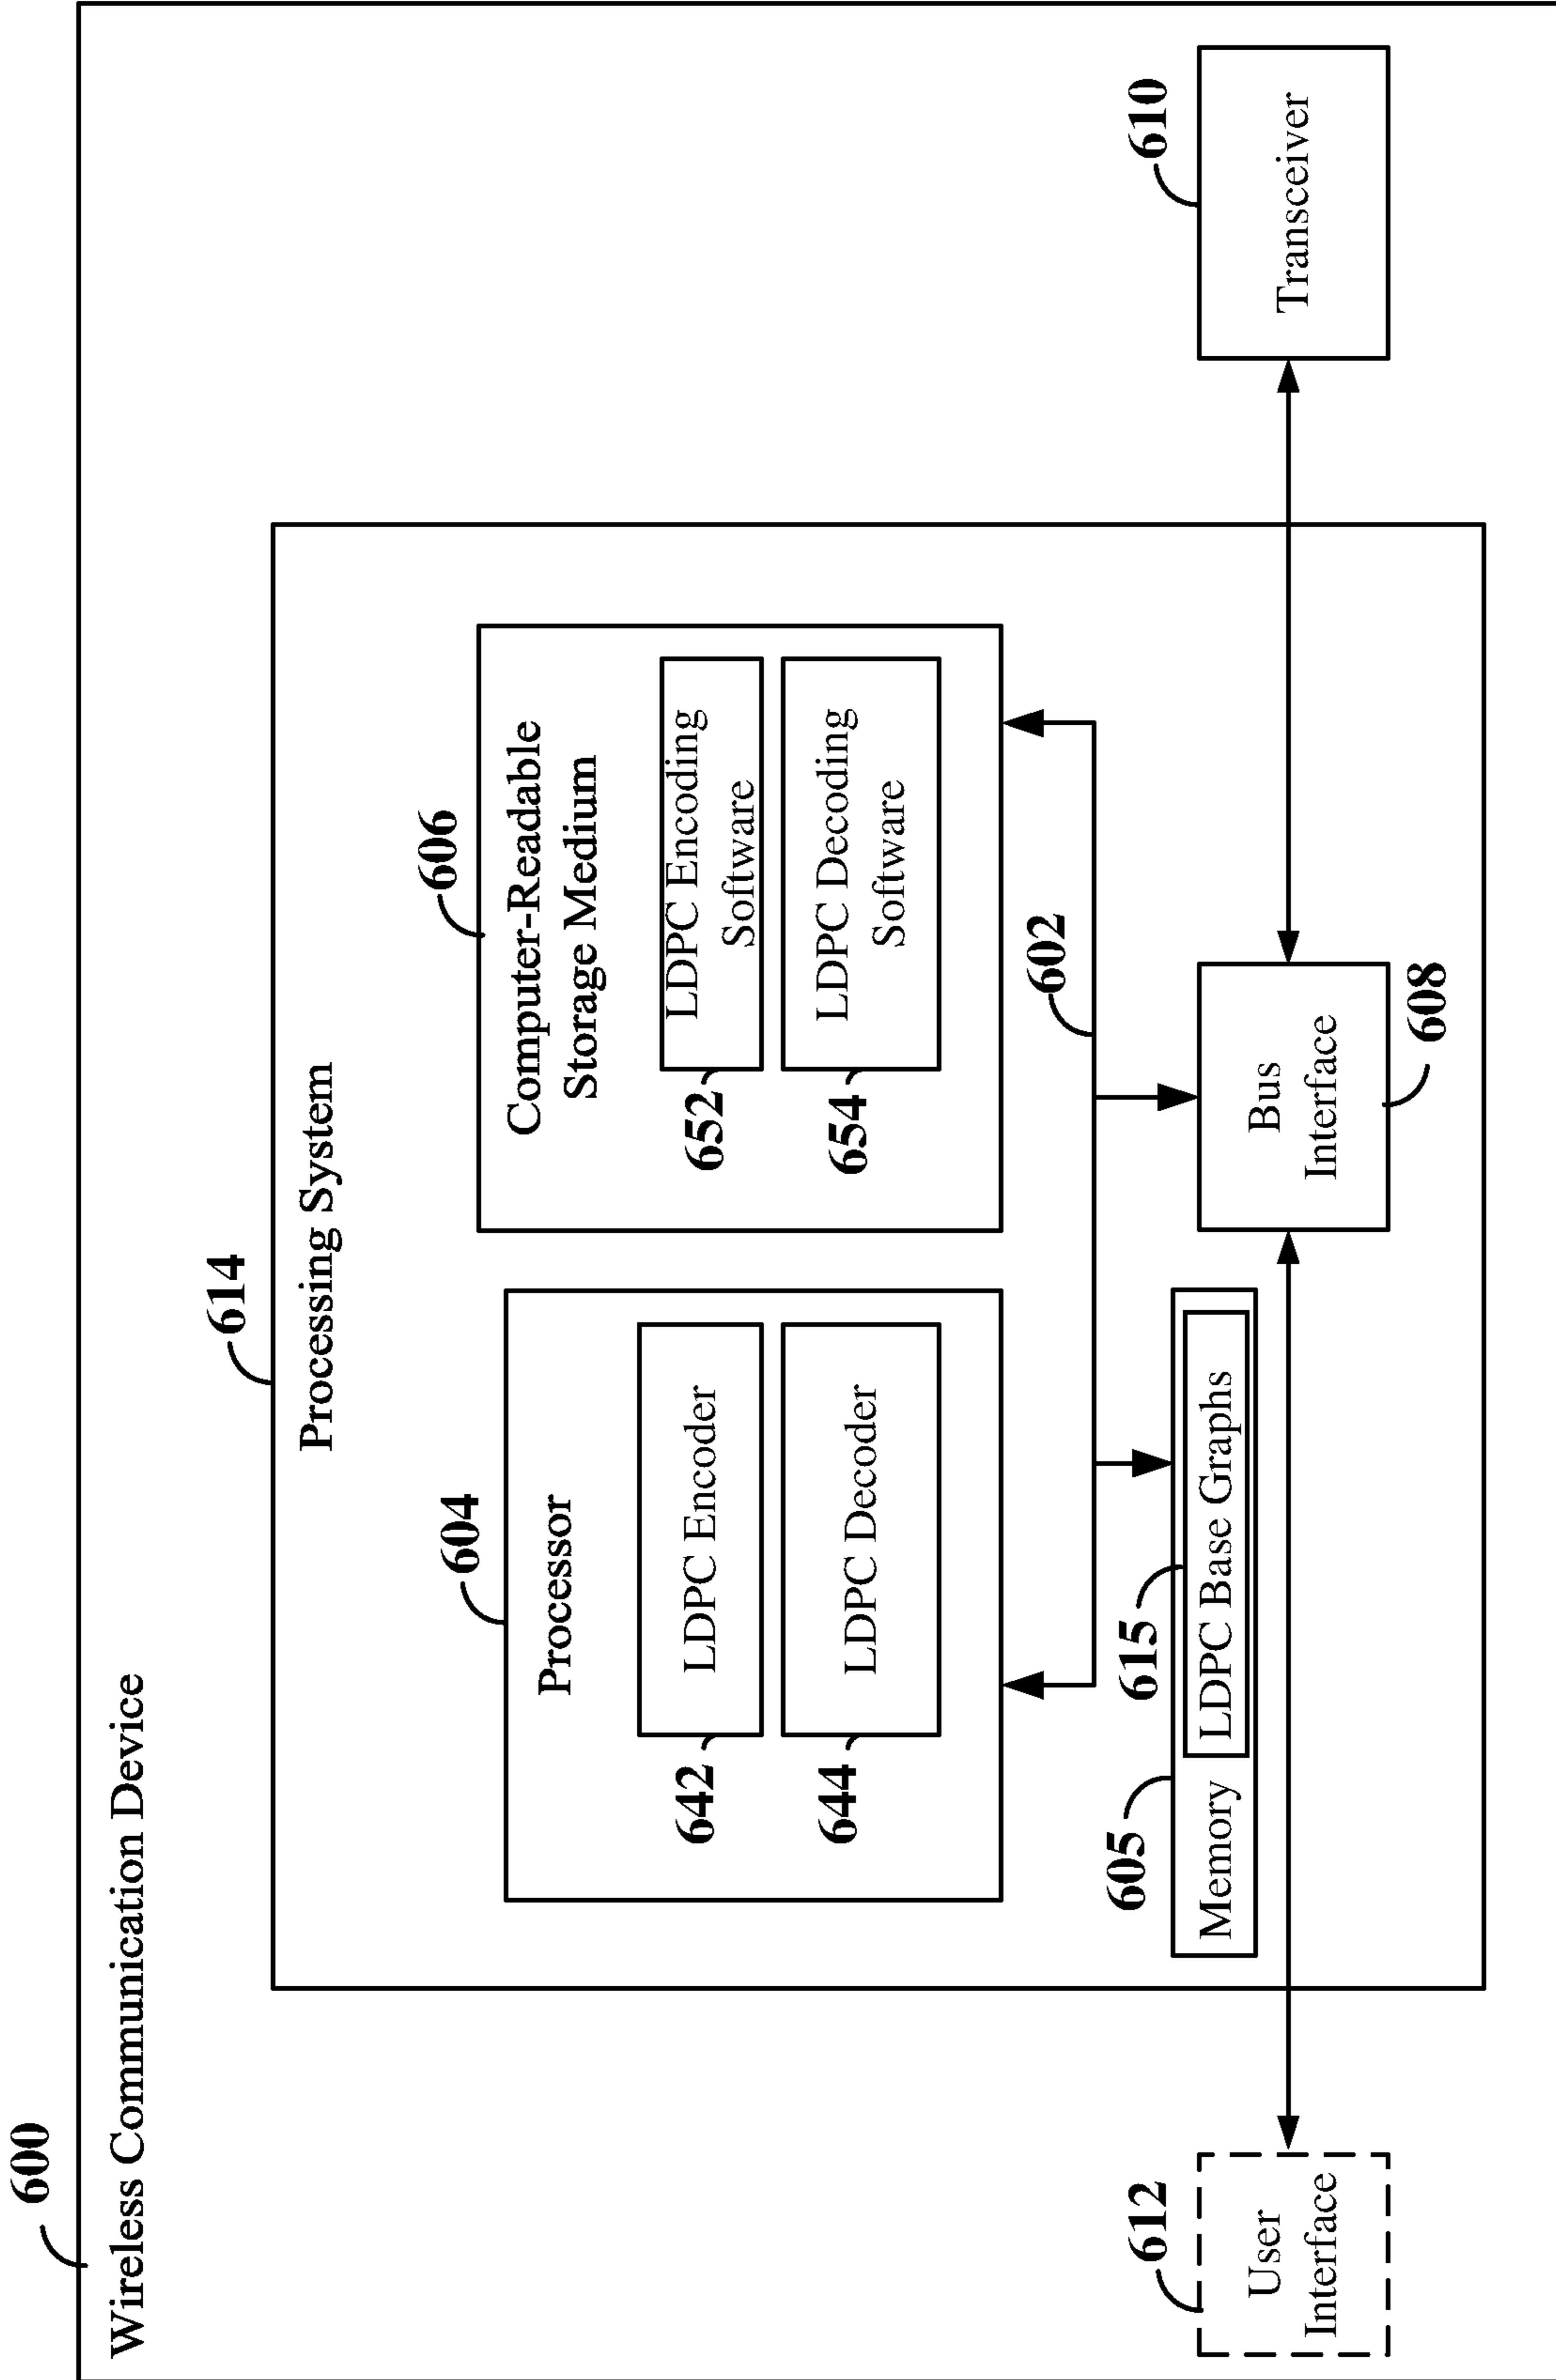 600
Wireless Communication Device
614
Processing System
604
Processor
642
LDPC Encoder
644
LDPC Decoder
606
Computer-Readable
Storage Medium
652
LDPC Encoding
Software
654
LDPC Decoding
Software
602
605
Memory
615
LDPC Base Graphs
612
User
Interface
Bus
Interface
608
610
Transceiver